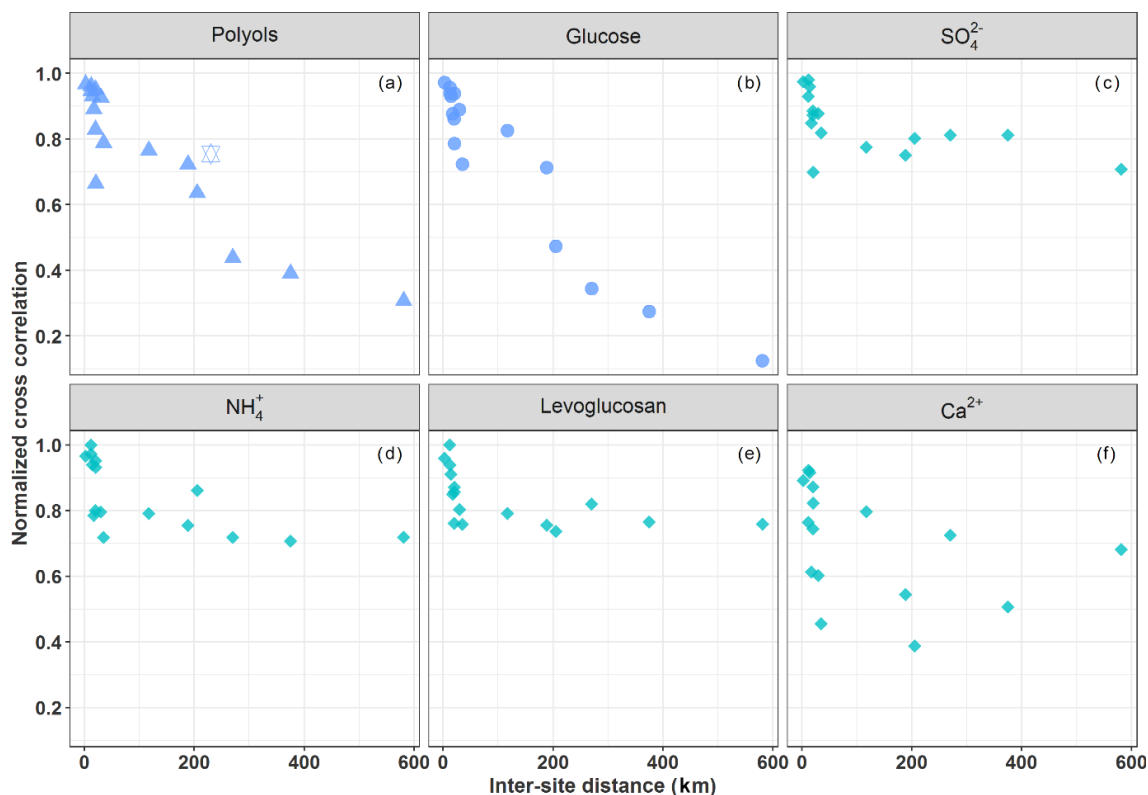 Polyols
Glucose
SO₄²⁻
(a)
(b)
(c)
1.0
0.8
0.6
0.4
0.2
NH₄⁺
Levoglucosan
Ca²⁺
(d)
(e)
(f)
1.0
0.8
0.6
0.4
0.2
0
200
400
600
0
200
400
600
0
200
400
600
Normalized cross correlation
Inter-site distance (km)